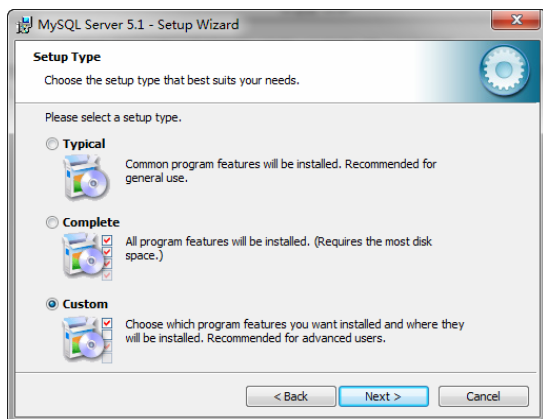 MySQL Server 5.1 - Setup Wizard
Setup Type
Choose the setup type that best suits your needs.
Please select a setup type.
Typical
Common program features will be installed. Recommended for
general use.
Complete
All program features will be installed. (Requires the most disk
space.)
Custom
Choose which program features you want installed and where they
will be installed. Recommended for advanced users.
< Back
Next >
Cancel